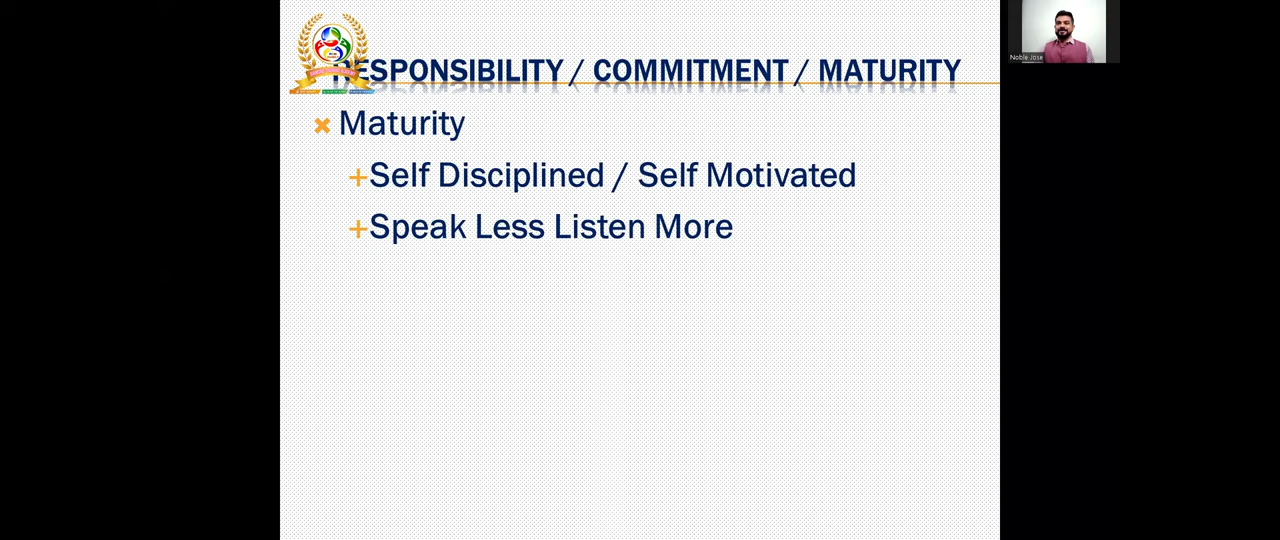 RESPONSIBILITY / COMMITMENT / MATURITY
Maturity
Self Disciplined / Self Motivated
Speak Less Listen More
Noble Jose